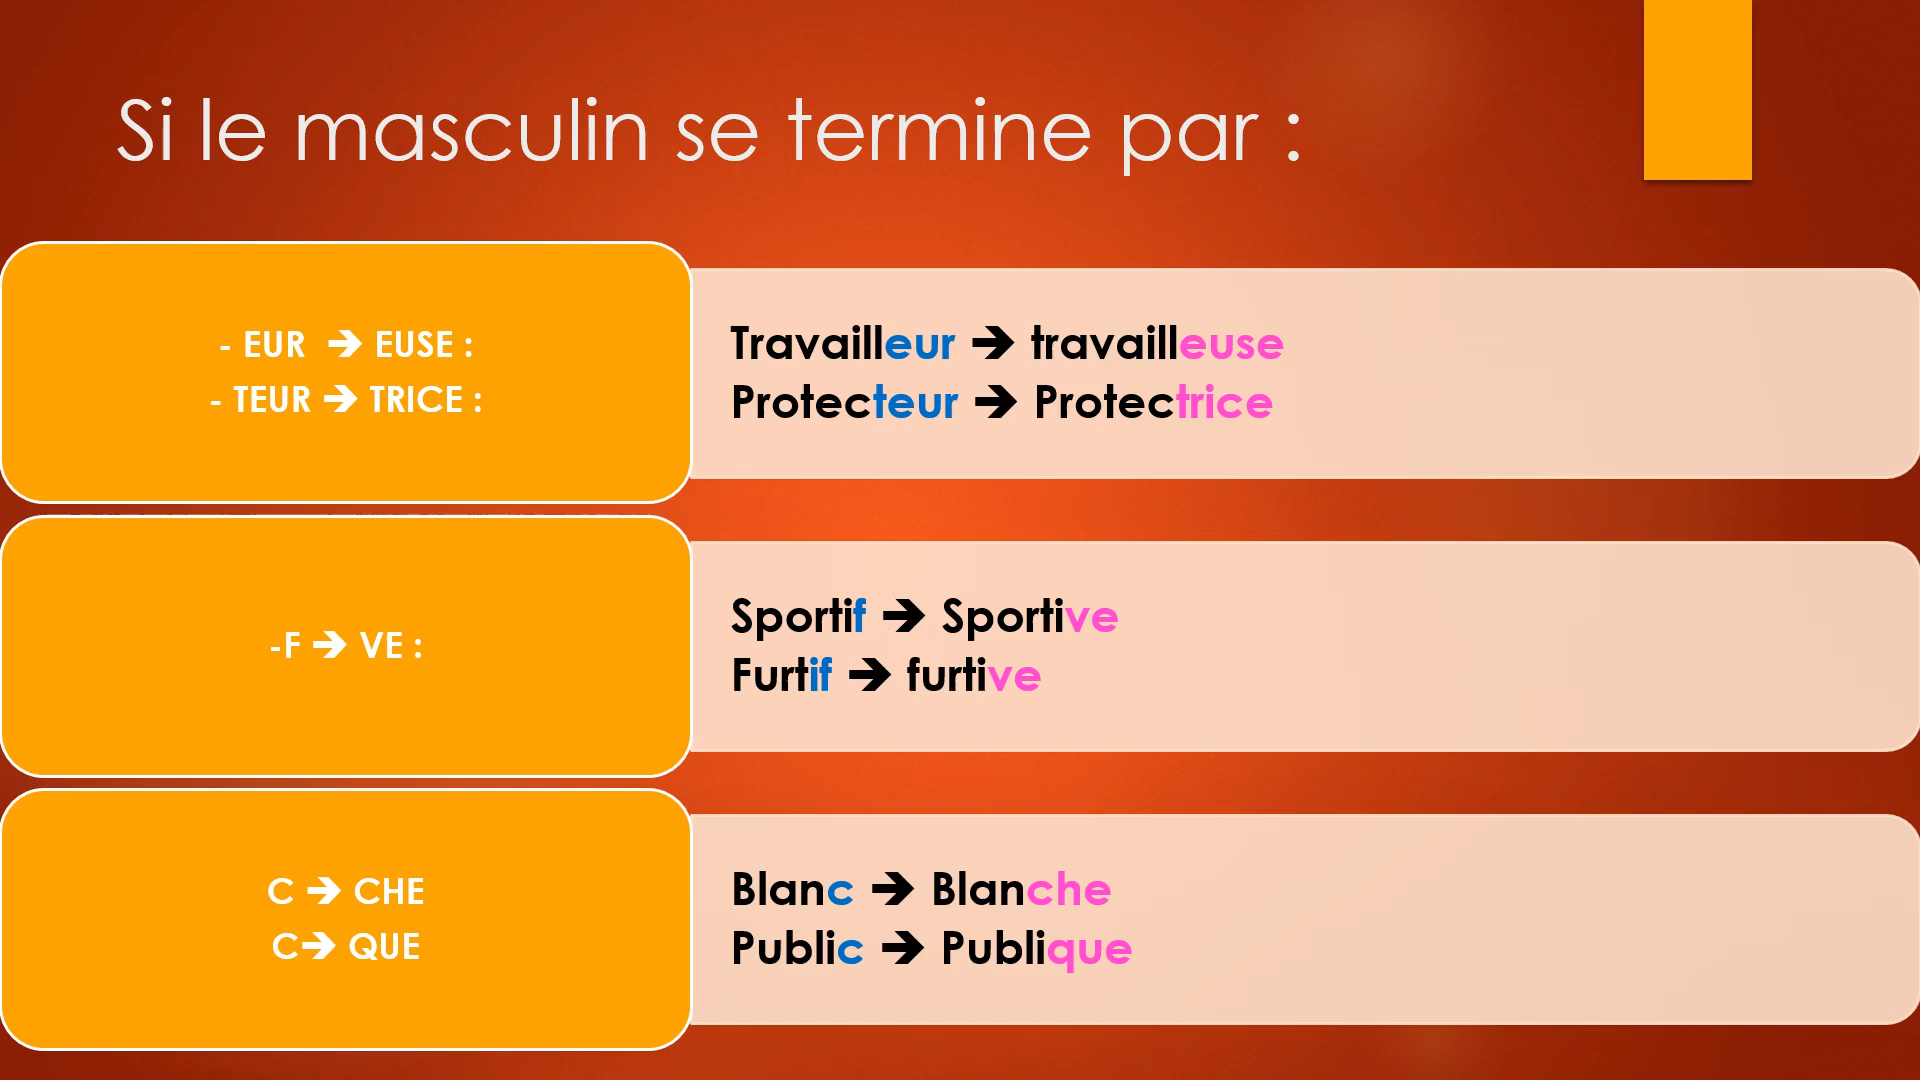 Si le masculin se termine par :
- EUR ➔ EUSE :
- TEUR ➔ TRICE :
Travailleur ➔ travailleuse
Protecteur ➔ Protectrice
-F ➔ VE :
Sportif ➔ Sportive
Furtif ➔ furtive
C ➔ CHE
C➔ QUE
Blanc ➔ Blanche
Public ➔ Publique